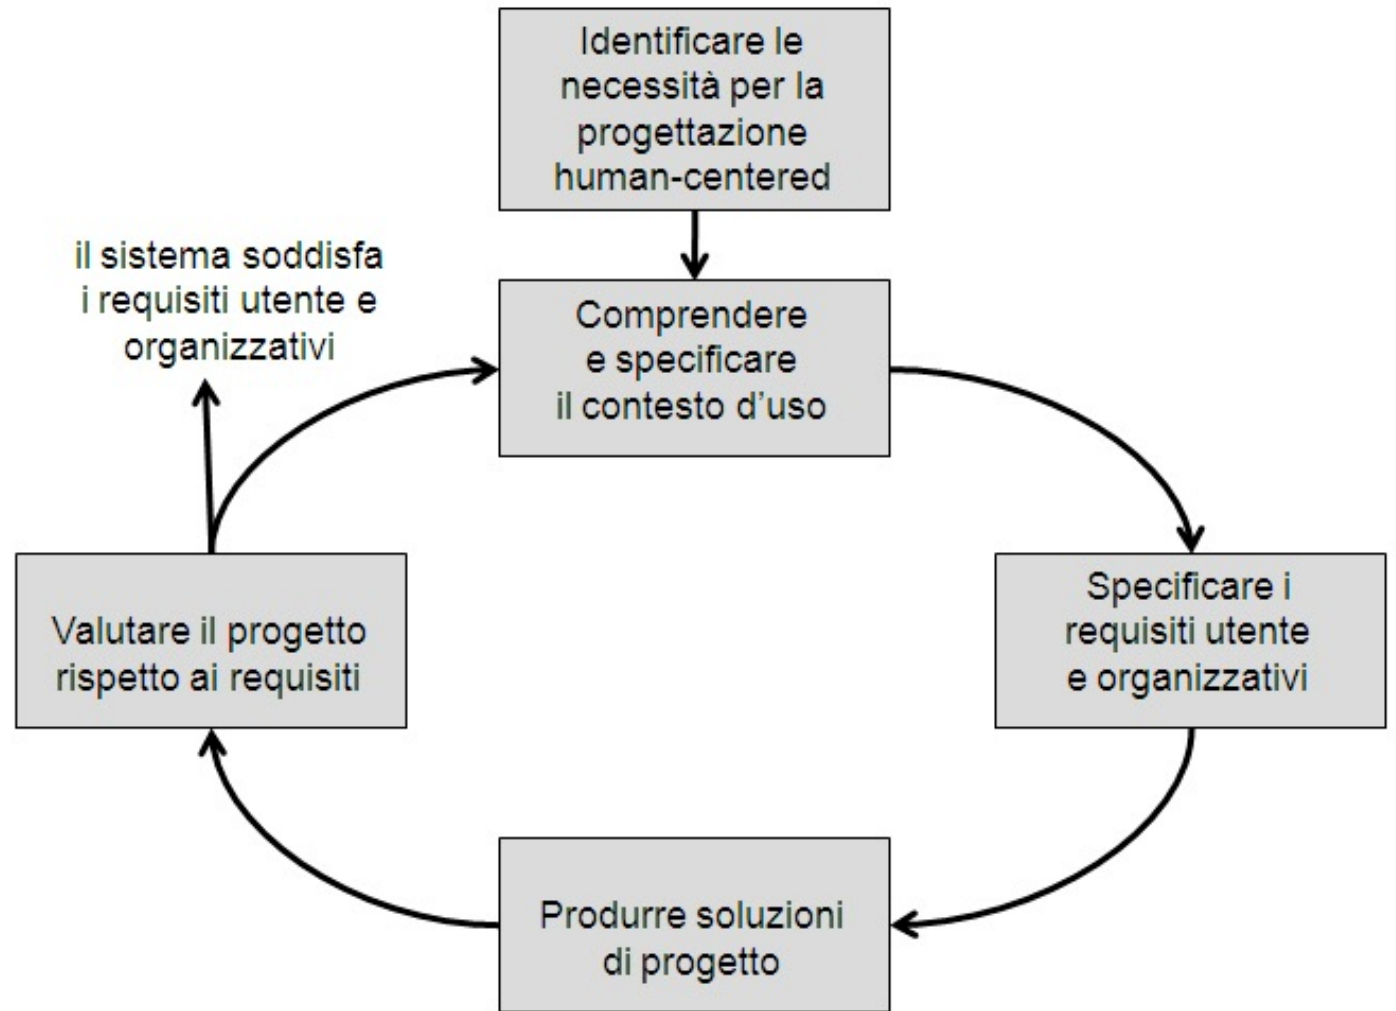 Identificare le
necessità per la
progettazione
human-centered
il sistema soddisfa
i requisiti utente e
organizzativi
Comprendere
e specificare
il contesto d’uso
Valutare il progetto
rispetto ai requisiti
Specificare i
requisiti utente
e organizzativi
Produrre soluzioni
di progetto